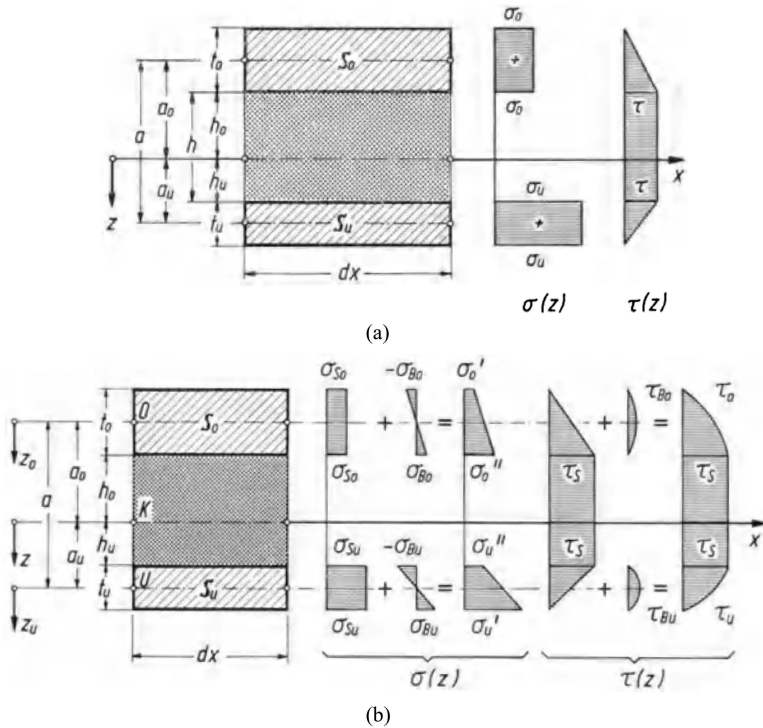 σo
to
So
+
a
ao
h
ho
σo
τ
x
au
hu
σu
τ
z
tu
Su
+
σu
dx
σ(z)
τ(z)
(a)
σSo
-σBo
σo'
τBo
τo
to
O
So
+
=
+
=
zo
a
ao
ho
σSo
σBo
σo"
τS
τS
K
x
z
au
hu
σSu
-σBu
σu"
τS
τS
tu
U
Su
+
=
+
=
zu
σSu
σBu
σu'
τBu
τu
dx
σ(z)
τ(z)
(b)